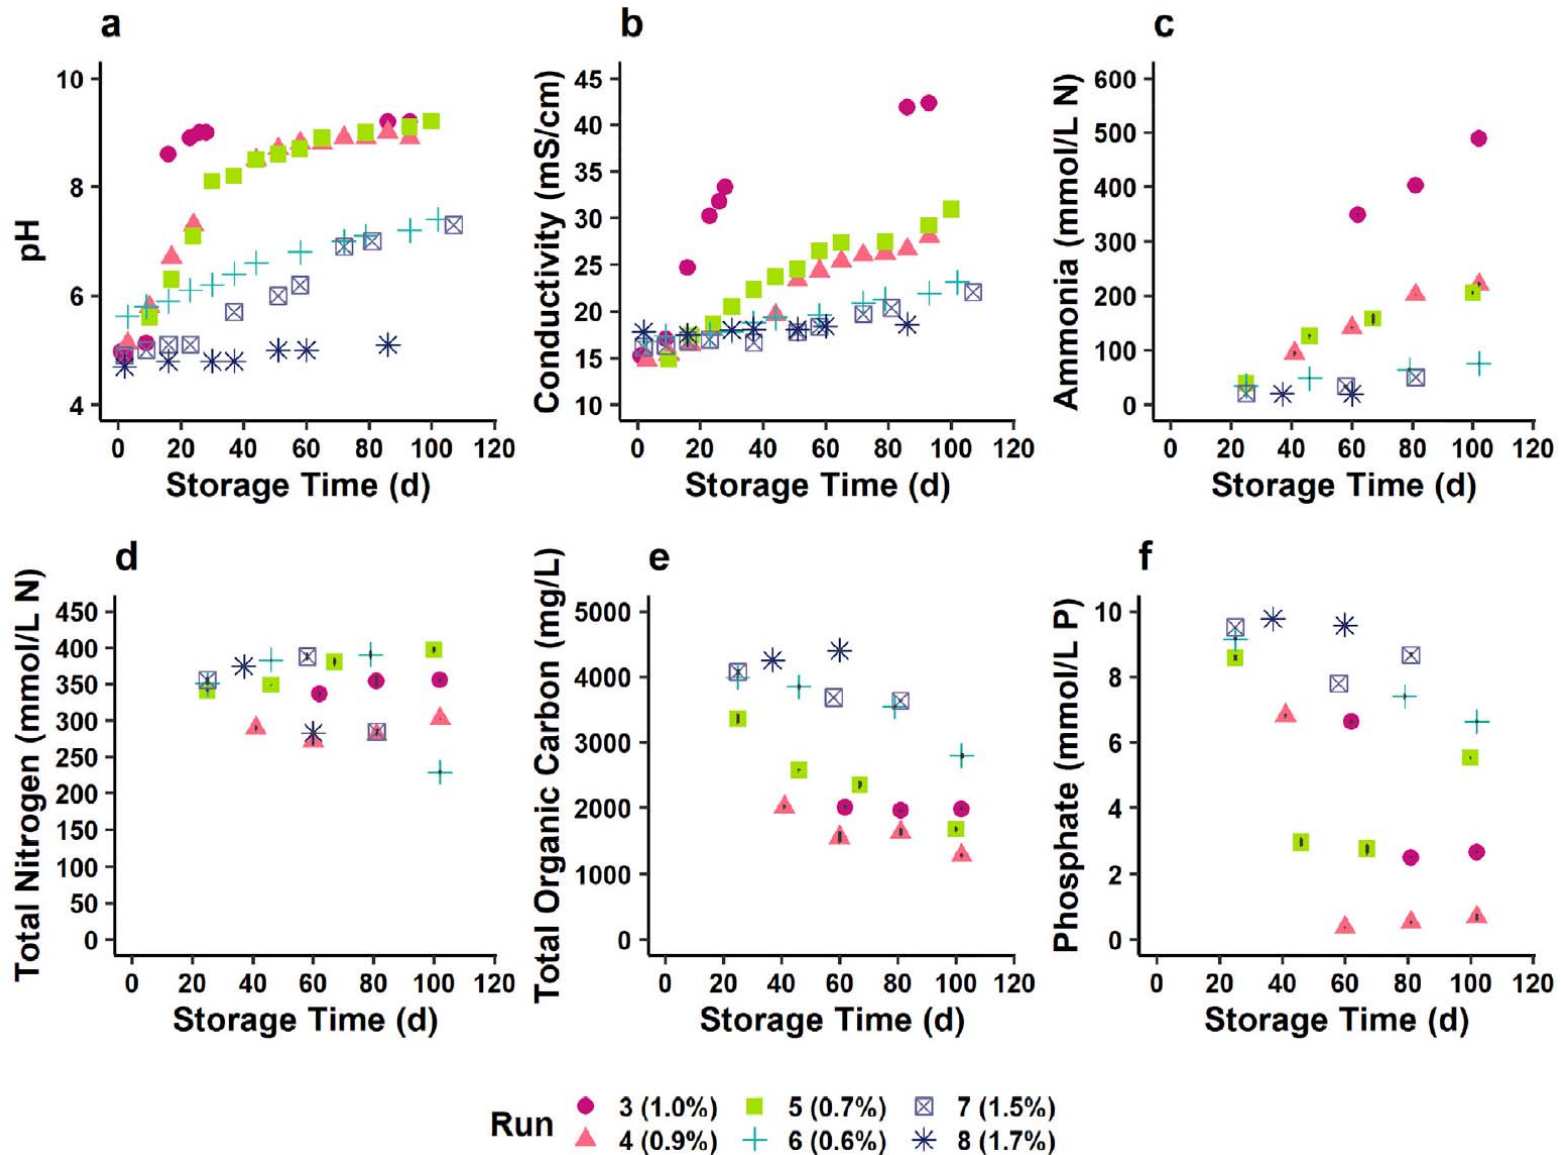 a
b
c
pH
10
8
6
4
0 20 40 60 80 100 120
Storage Time (d)
Conductivity (mS/cm)
45
40
35
30
25
20
15
10
0 20 40 60 80 100 120
Storage Time (d)
Ammonia (mmol/L N)
600
500
400
300
200
100
0
0 20 40 60 80 100 120
Storage Time (d)
d
e
f
Total Nitrogen (mmol/L N)
450
400
350
300
250
200
150
100
50
0
0 20 40 60 80 100 120
Storage Time (d)
Total Organic Carbon (mg/L)
5000
4000
3000
2000
1000
0
0 20 40 60 80 100 120
Storage Time (d)
Phosphate (mmol/L P)
10
8
6
4
2
0
0 20 40 60 80 100 120
Storage Time (d)
Run
3 (1.0%) 5 (0.7%) 7 (1.5%)
4 (0.9%) 6 (0.6%) 8 (1.7%)